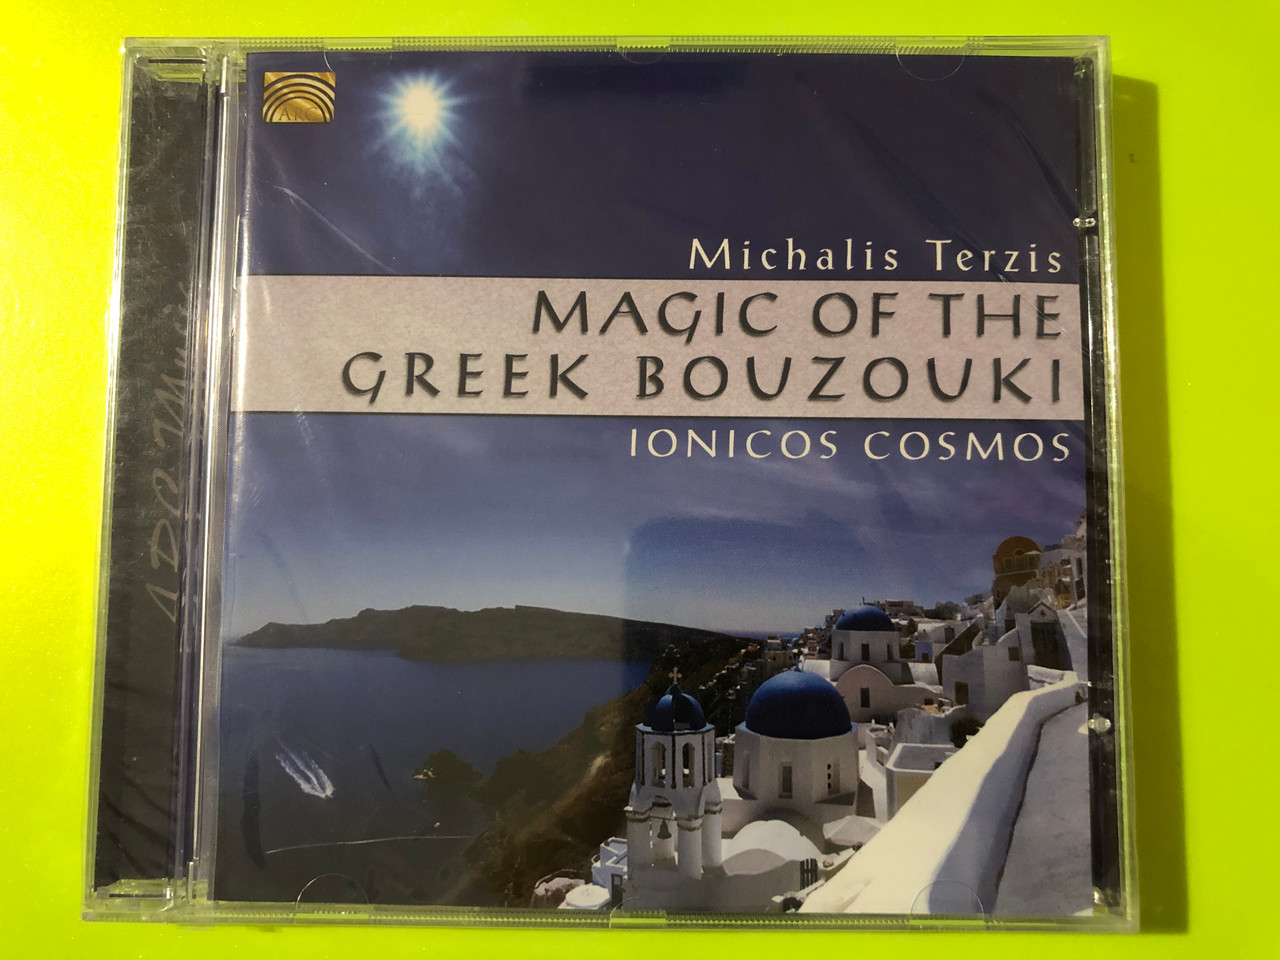 ARC
Michalis Terzis
MAGIC OF THE
GREEK BOUZOUKI
IONICOS COSMOS